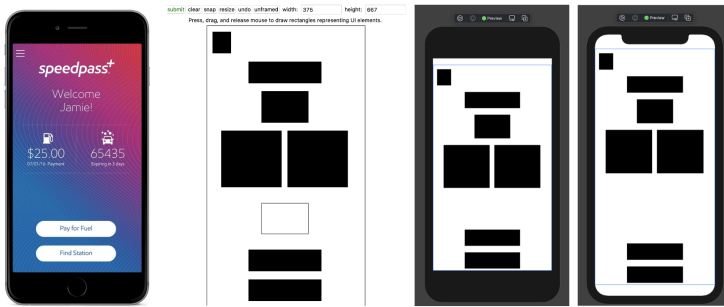 speedpass+
Welcome
Jamie!
$25.00
65435
07/01/16 · Payment
Expiring in 3 days
Pay for Fuel
Find Station
submit clear snap resize undo unframed width: 375 height: 667
Press, drag, and release mouse to draw rectangles representing UI elements.
Preview
Preview